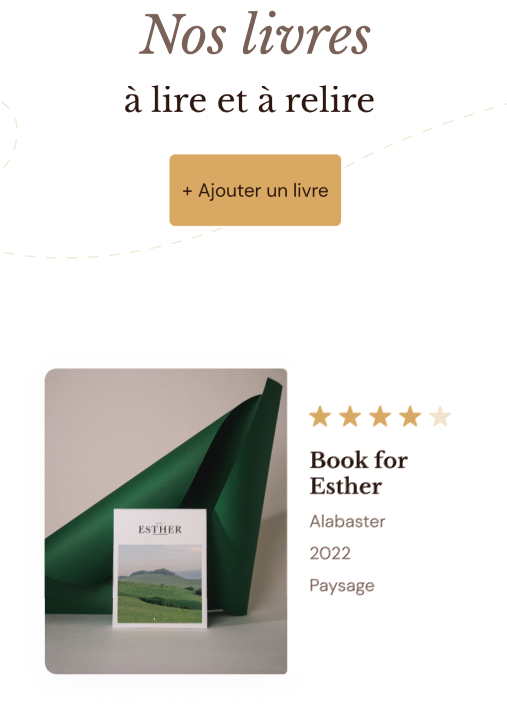 Nos livres
à lire et à relire
+ Ajouter un livre
Book for
Esther
Alabaster
2022
Paysage
ESTHER